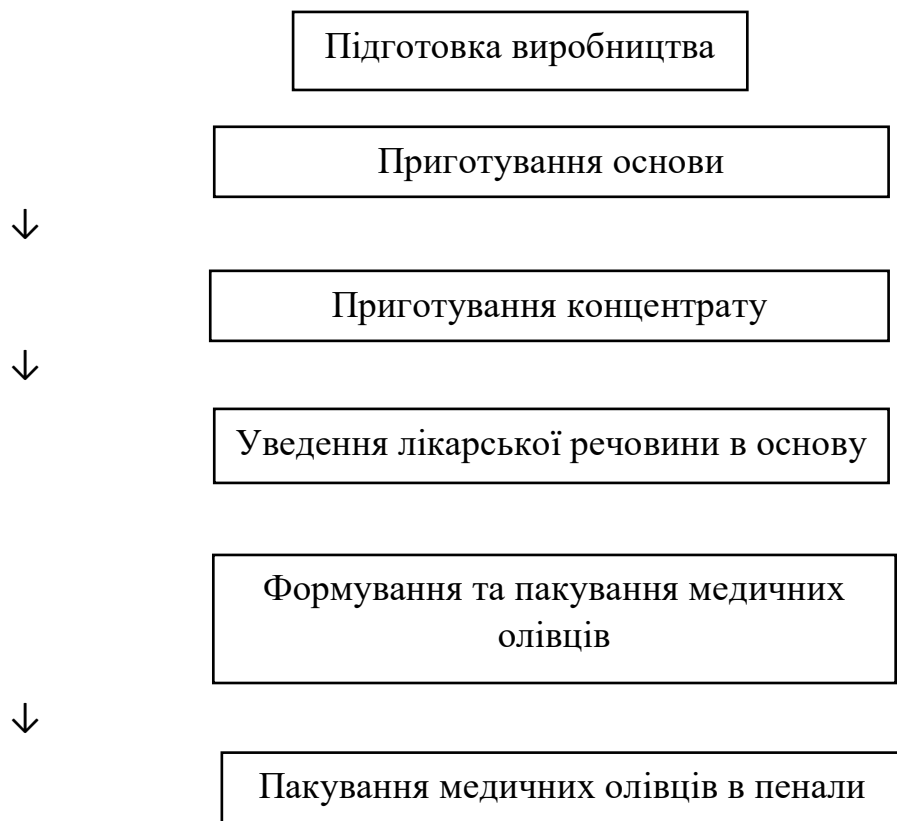 Підготовка виробництва
Приготування основи
↓
Приготування концентрату
↓
Уведення лікарської речовини в основу
Формування та пакування медичних
олівців
↓
Пакування медичних олівців в пенали